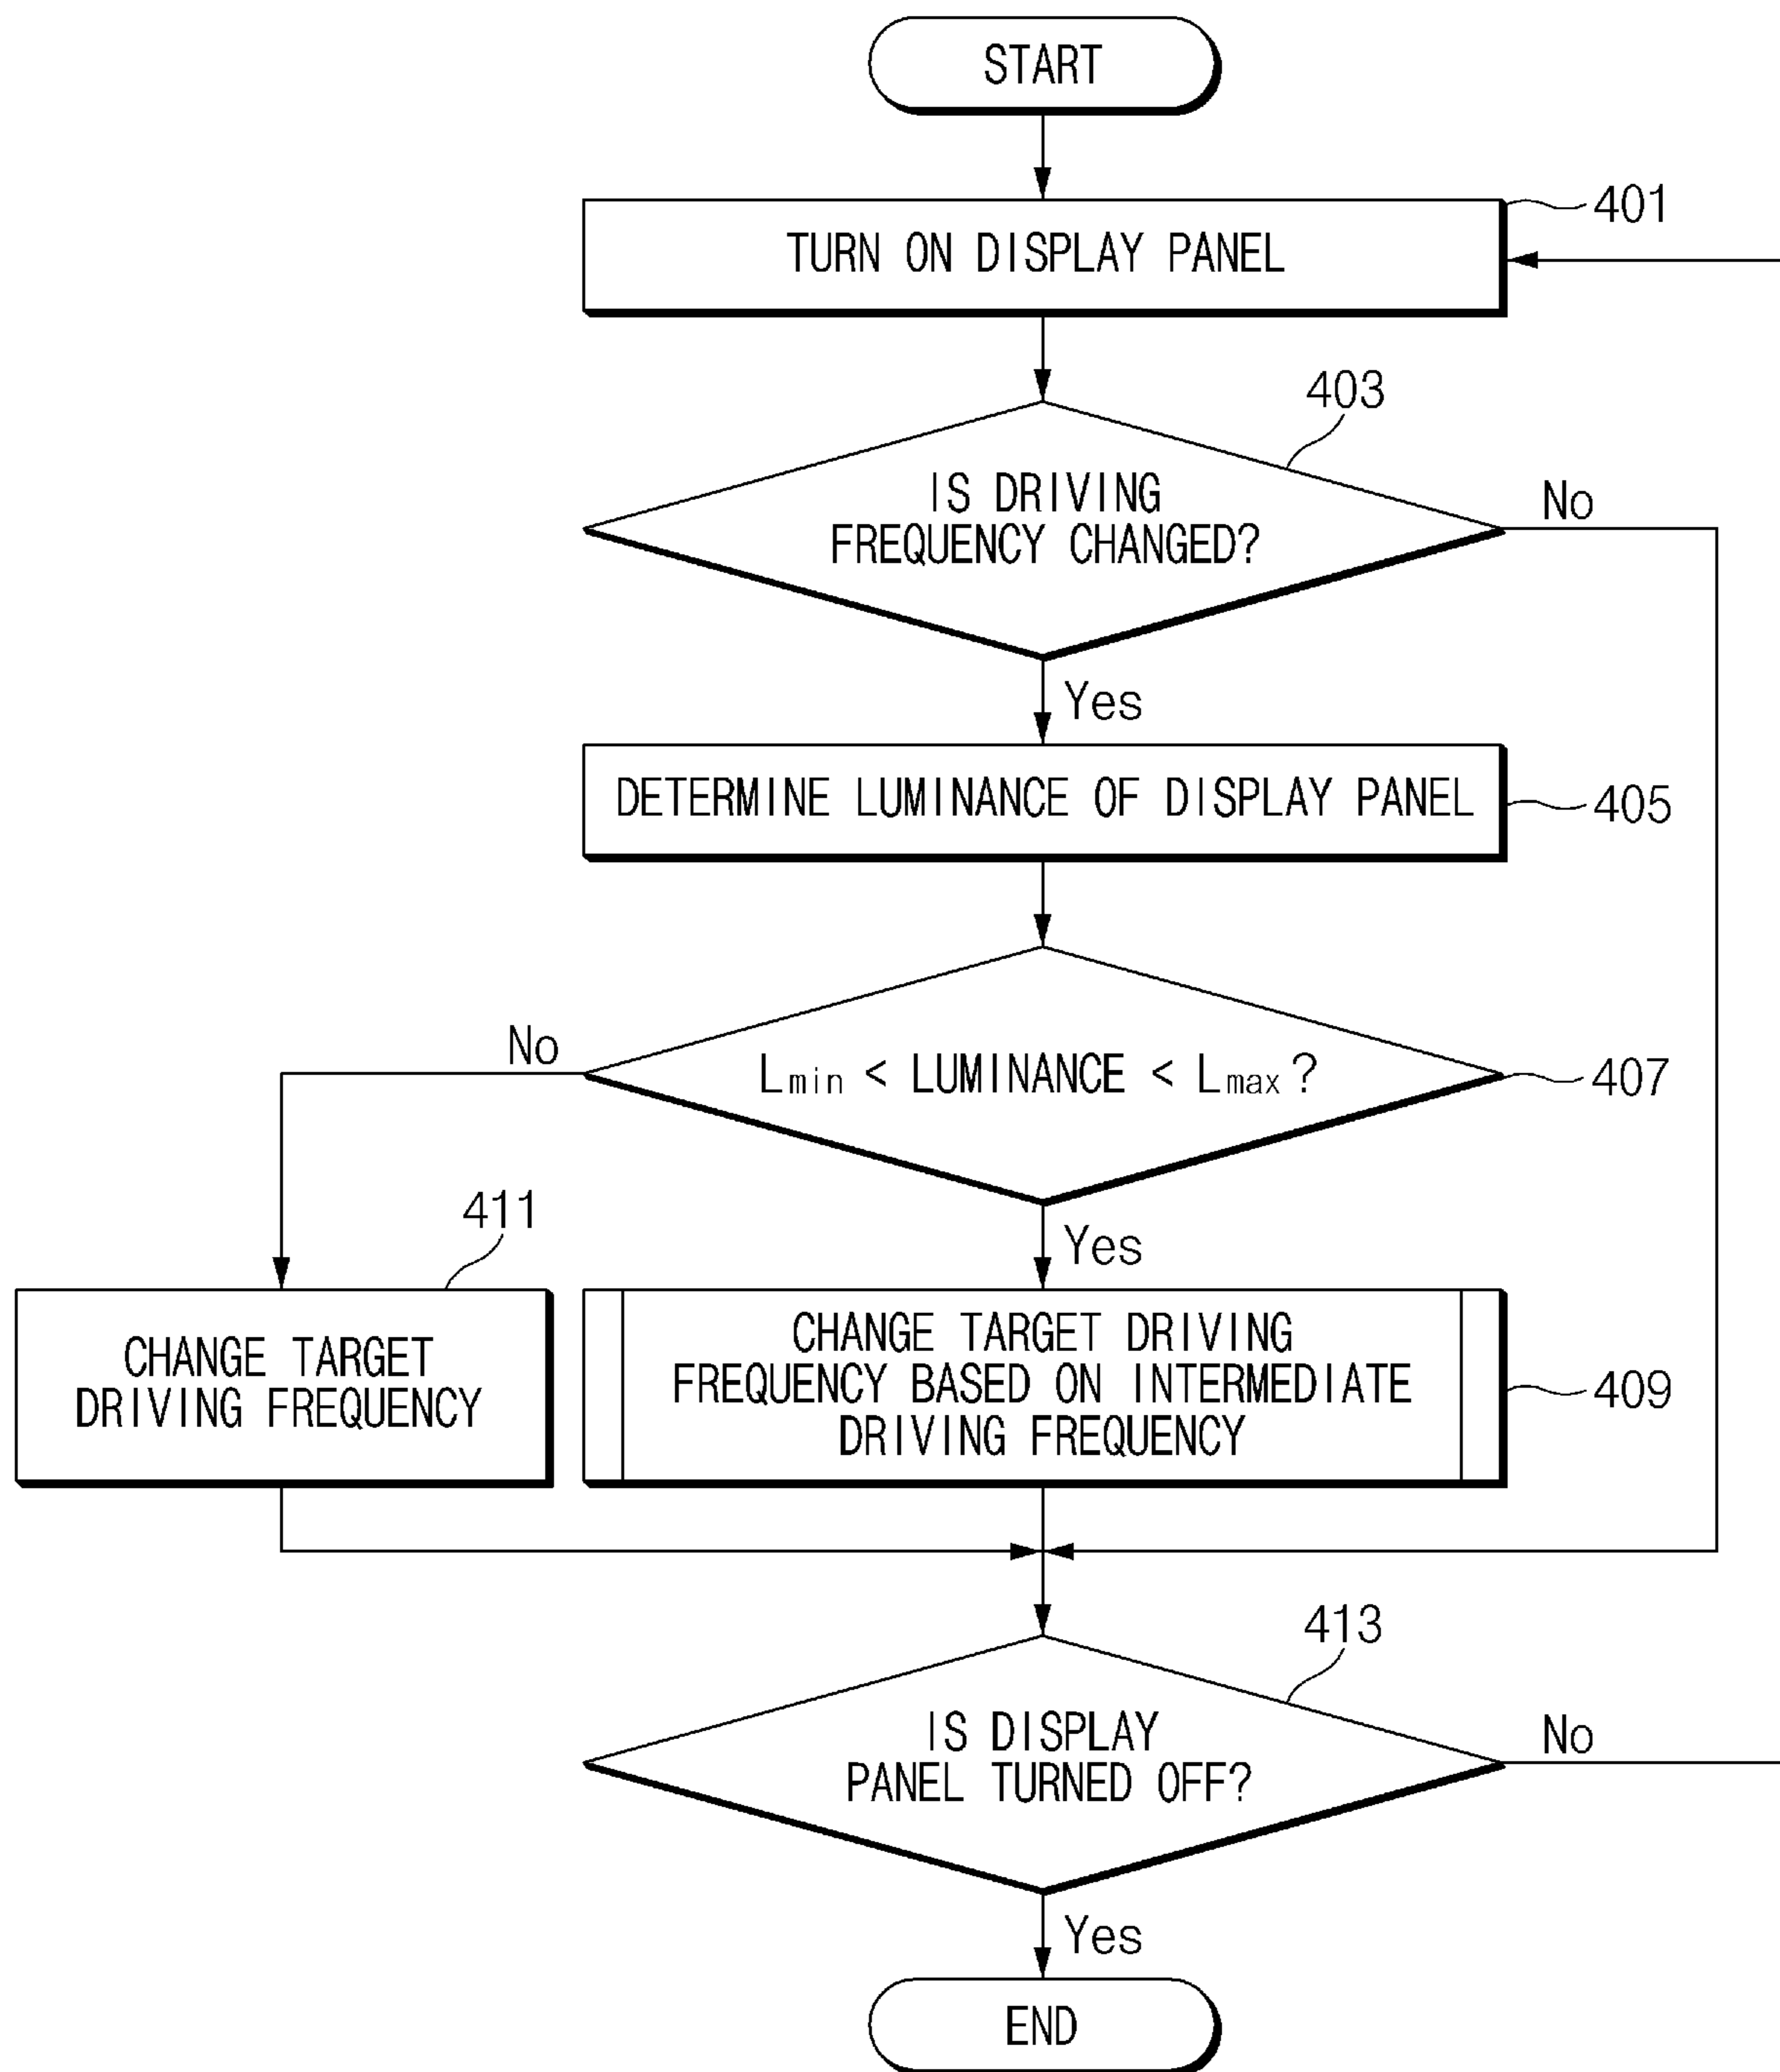 START
TURN ON DISPLAY PANEL
401
403
IS DRIVING
FREQUENCY CHANGED?
No
Yes
DETERMINE LUMINANCE OF DISPLAY PANEL
405
No
Lmin < LUMINANCE < Lmax ?
407
411
Yes
CHANGE TARGET
DRIVING FREQUENCY
CHANGE TARGET DRIVING
FREQUENCY BASED ON INTERMEDIATE
DRIVING FREQUENCY
409
413
IS DISPLAY
PANEL TURNED OFF?
No
Yes
END